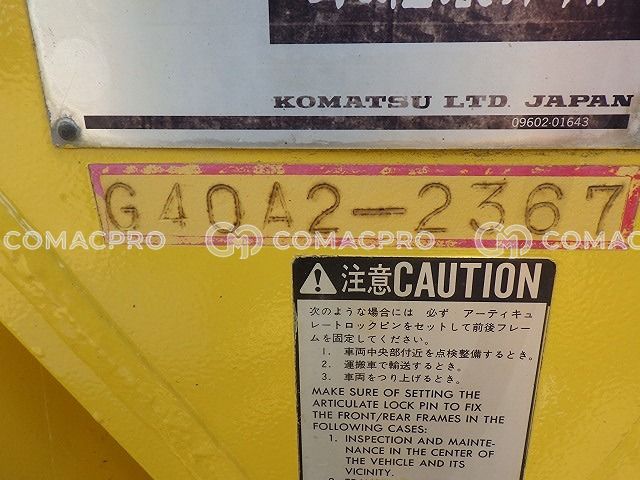 KOMATSU LTD. JAPAN
09602-01643
G40A2-2367
COMACPRO COMACPRO COMACPRO
注意CAUTION
次のような場合には 必ず アーティキュ
レートロックピンをセットして前後フレー
ムを固定してください。
1. 車両中央部付近を点検整備するとき。
2. 運搬車で輸送するとき。
3. 車両をつり上げるとき。
MAKE SURE OF SETTING THE
ARTICULATE LOCK PIN TO FIX
THE FRONT/REAR FRAMES IN THE
FOLLOWING CASES:
1. INSPECTION AND MAINTE-
NANCE IN THE CENTER OF
THE VEHICLE AND ITS
VICINITY.